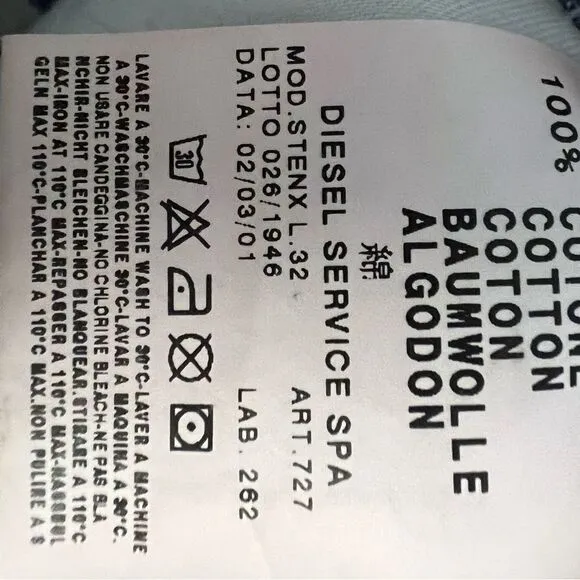 100% COTONE
COTTON
COTON
BAUMWOLLE
ALGODON
綿
DIESEL SERVICE SPA
MOD.STENX L.32 ART.727
LOTTO 026/1946
DATA: 02/03/01 LAB. 262
30
LAVARE A 30°C-MACHINE WASH TO 30°C-LAVER A MACHINE
A 30°C-WASCHMASCHINE 30°C-LAVAR A MAQUINA A 30°C.
NON USARE CANDEGGINA-NO CHLORINE BLEACH-NE PAS BLA
NCHIR-NICHT BLEICHEN-NO BLANQUEAR.STIRARE A 110°C
MAX-IRON AT 110°C MAX-REPASSER A 110°C MAX-MASSBUL
GELN MAX 110°C-PLANCHAR A 110°C MAX.NON PULIRE A S